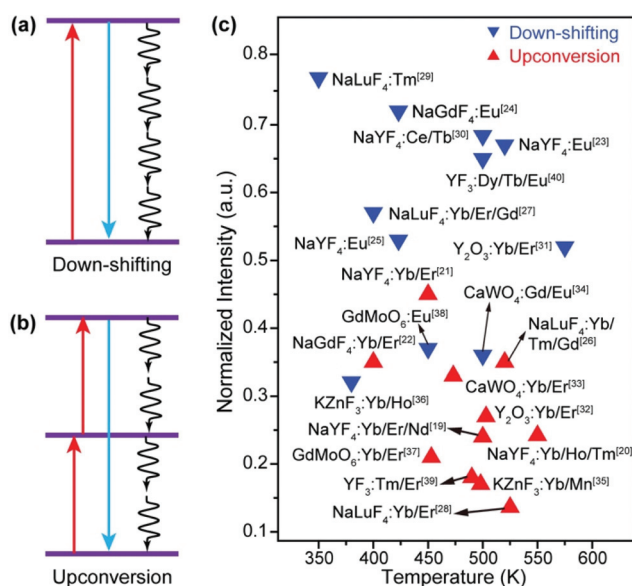 (a)
Down-shifting
(b)
Upconversion
(c)
Down-shifting
Upconversion
Normalized Intensity (a.u.)
0.8
0.7
0.6
0.5
0.4
0.3
0.2
0.1
NaLuF₄:Tm[29]
NaGdF₄:Eu[24]
NaYF₄:Ce/Tb[30]
NaYF₄:Eu[23]
YF₃:Dy/Tb/Eu[40]
NaLuF₄:Yb/Er/Gd[27]
NaYF₄:Eu[25]
Y₂O₃:Yb/Er[31]
NaYF₄:Yb/Er[21]
CaWO₄:Gd/Eu[34]
GdMoO₆:Eu[38]
NaLuF₄:Yb/
Tm/Gd[26]
NaGdF₄:Yb/Er[22]
CaWO₄:Yb/Er[33]
KZnF₃:Yb/Ho[36]
Y₂O₃:Yb/Er[32]
NaYF₄:Yb/Er/Nd[19]
GdMoO₆:Yb/Er[37]
NaYF₄:Yb/Ho/Tm[20]
YF₃:Tm/Er[39]
KZnF₃:Yb/Mn[35]
NaLuF₄:Yb/Er[28]
350 400 450 500 550 600
Temperature (K)